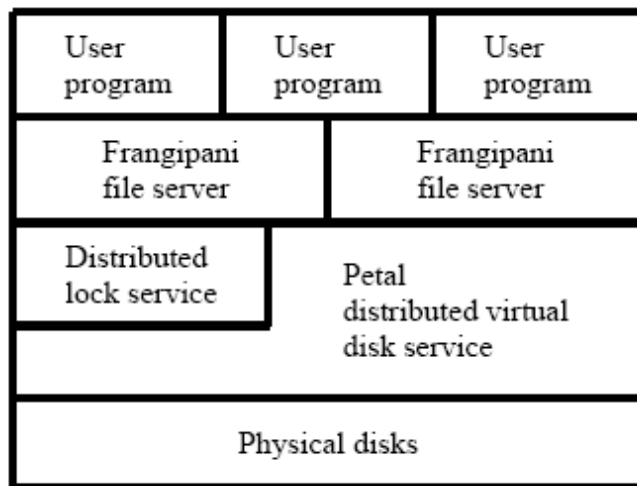 User
program
User
program
User
program
Frangipani
file server
Frangipani
file server
Distributed
lock service
Petal
distributed virtual
disk service
Physical disks